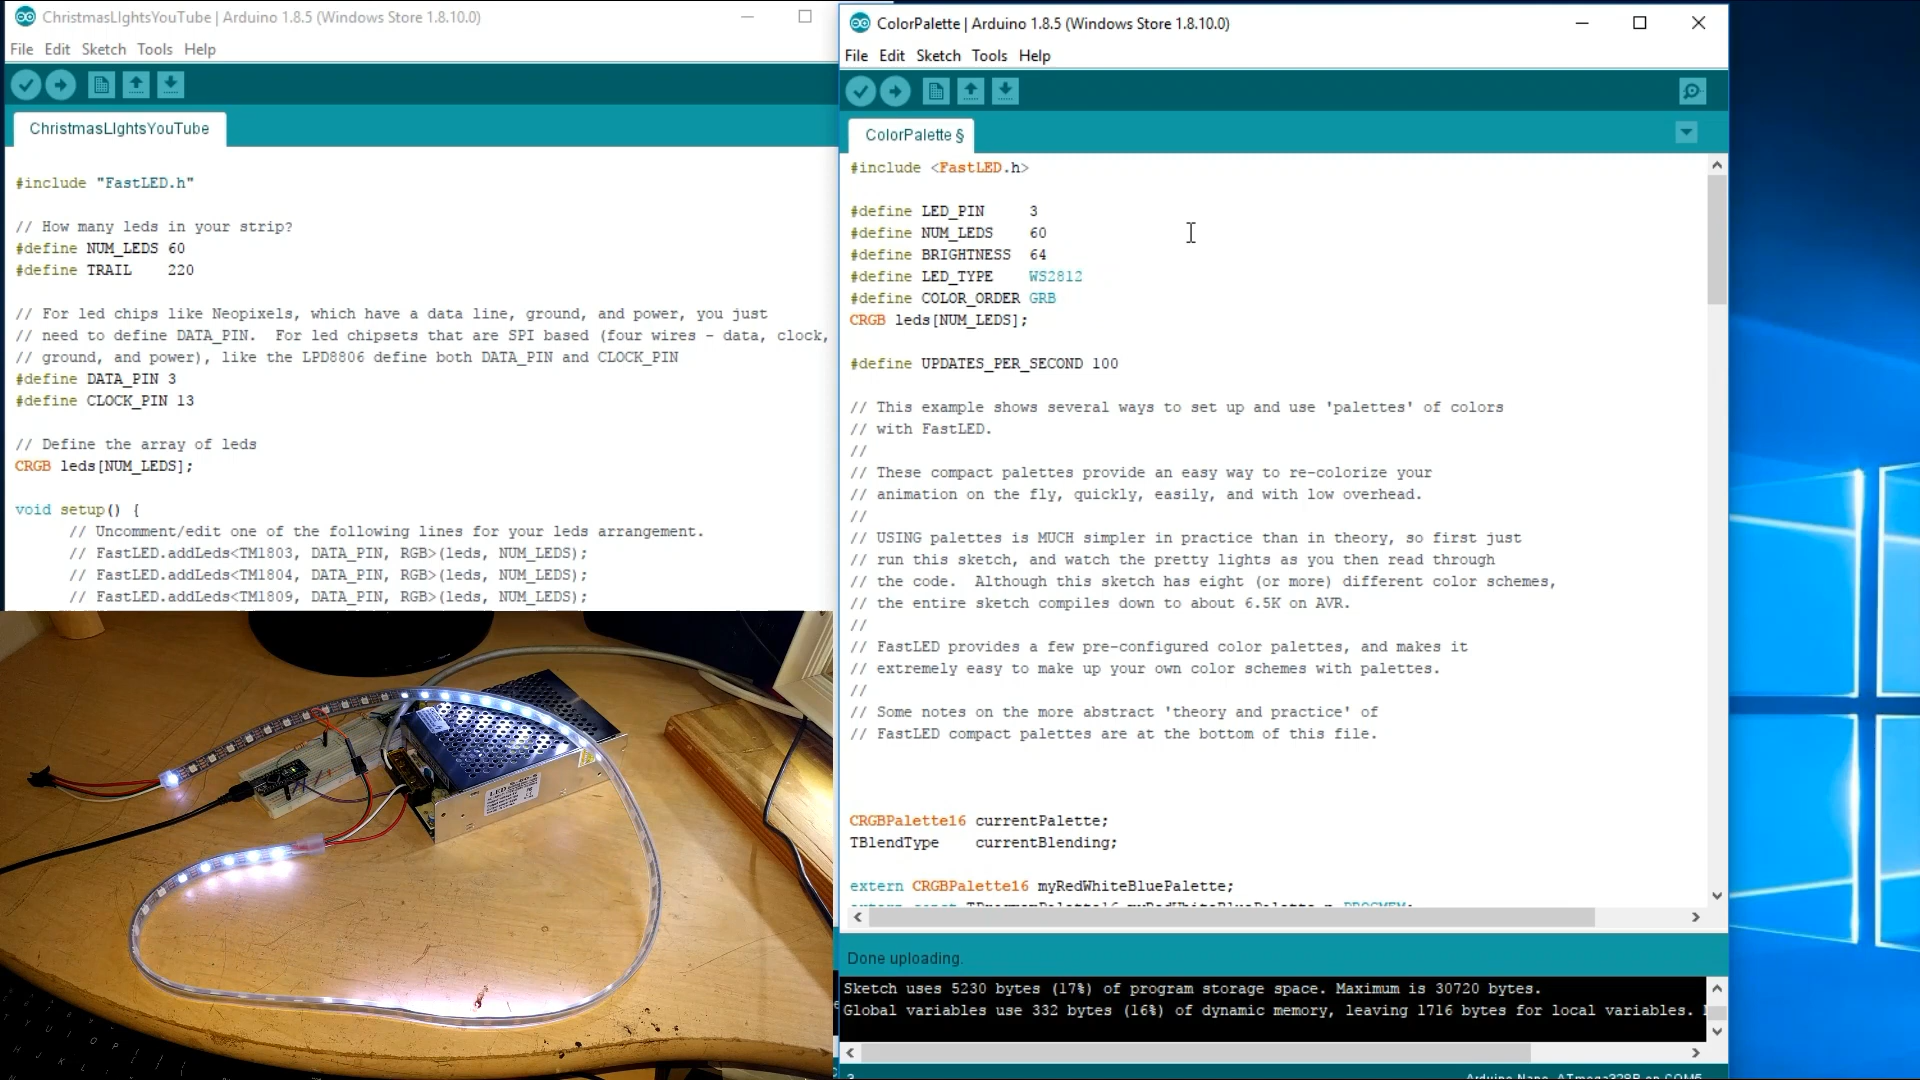 ChristmasLIghtsYouTube | Arduino 1.8.5 (Windows Store 1.8.10.0)
File Edit Sketch Tools Help
ChristmasLIghtsYouTube
#include "FastLED.h"
// How many leds in your strip?
#define NUM_LEDS 60
#define TRAIL    220
// For led chips like Neopixels, which have a data line, ground, and power, you just
// need to define DATA_PIN.  For led chipsets that are SPI based (four wires - data, clock,
// ground, and power), like the LPD8806 define both DATA_PIN and CLOCK_PIN
#define DATA_PIN 3
#define CLOCK_PIN 13
// Define the array of leds
CRGB leds[NUM_LEDS];
void setup() {
// Uncomment/edit one of the following lines for your leds arrangement.
// FastLED.addLeds<TM1803, DATA_PIN, RGB>(leds, NUM_LEDS);
// FastLED.addLeds<TM1804, DATA_PIN, RGB>(leds, NUM_LEDS);
// FastLED.addLeds<TM1809, DATA_PIN, RGB>(leds, NUM_LEDS);
LED
ColorPalette | Arduino 1.8.5 (Windows Store 1.8.10.0)
File Edit Sketch Tools Help
ColorPalette §
#include <FastLED.h>
#define LED_PIN     3
#define NUM_LEDS    60
#define BRIGHTNESS  64
#define LED_TYPE    WS2812
#define COLOR_ORDER GRB
CRGB leds[NUM_LEDS];
#define UPDATES_PER_SECOND 100
// This example shows several ways to set up and use 'palettes' of colors
// with FastLED.
//
// These compact palettes provide an easy way to re-colorize your
// animation on the fly, quickly, easily, and with low overhead.
//
// USING palettes is MUCH simpler in practice than in theory, so first just
// run this sketch, and watch the pretty lights as you then read through
// the code.  Although this sketch has eight (or more) different color schemes,
// the entire sketch compiles down to about 6.5K on AVR.
//
// FastLED provides a few pre-configured color palettes, and makes it
// extremely easy to make up your own color schemes with palettes.
//
// Some notes on the more abstract 'theory and practice' of
// FastLED compact palettes are at the bottom of this file.
CRGBPalette16 currentPalette;
TBlendType    currentBlending;
extern CRGBPalette16 myRedWhiteBluePalette;
extern const TProgramPalette16 myRedWhiteBluePalette_p PROGMEM;
Done uploading.
Sketch uses 5230 bytes (17%) of program storage space. Maximum is 30720 bytes.
Global variables use 332 bytes (16%) of dynamic memory, leaving 1716 bytes for local variables.
Arduino Nano, ATmega328P on COM5